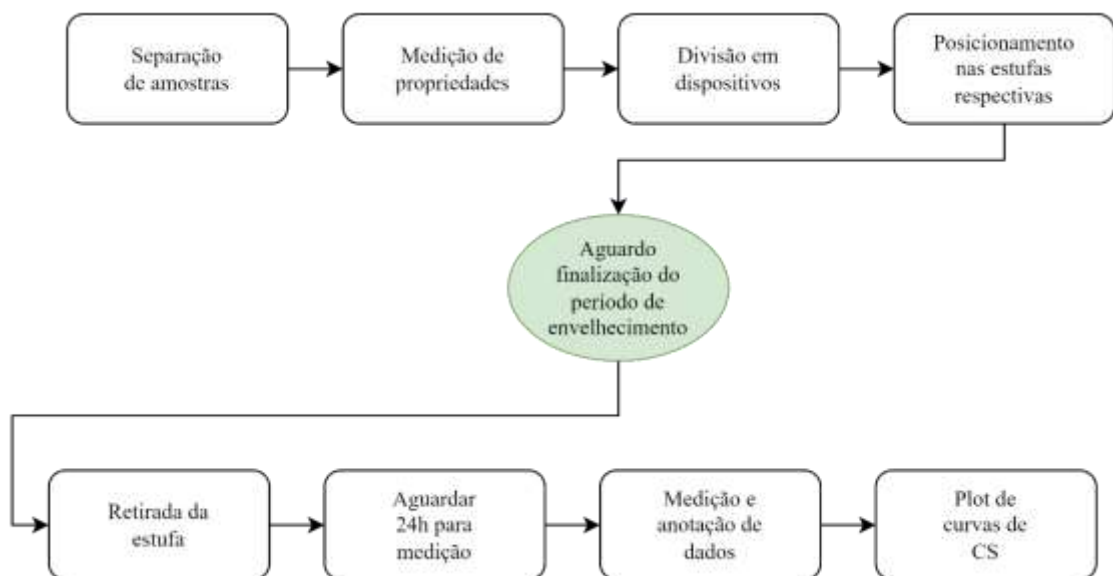 Separação
de amostras
Medição de
propriedades
Divisão em
dispositivos
Posicionamento
nas estufas
respectivas
Aguardo
finalização do
período de
envelhecimento
Retirada da
estufa
Aguardar
24h para
medição
Medição e
anotação de
dados
Plot de
curvas de
CS